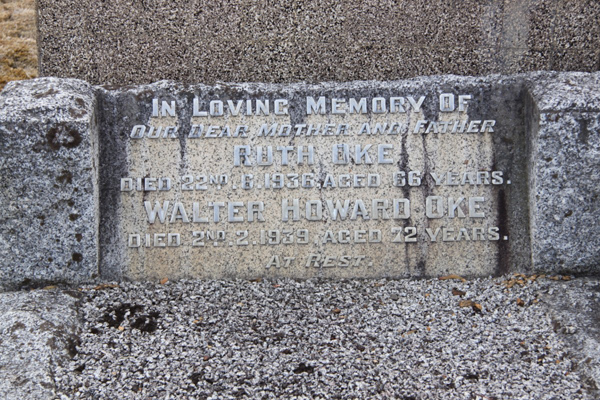 In Loving Memory Of
Our Dear Mother And Father
Ruth Oke
Died 22nd 6. 1936, Aged 66 Years.
Walter Howard Oke
Died 2nd 2. 1939, Aged 72 Years.
At Rest.